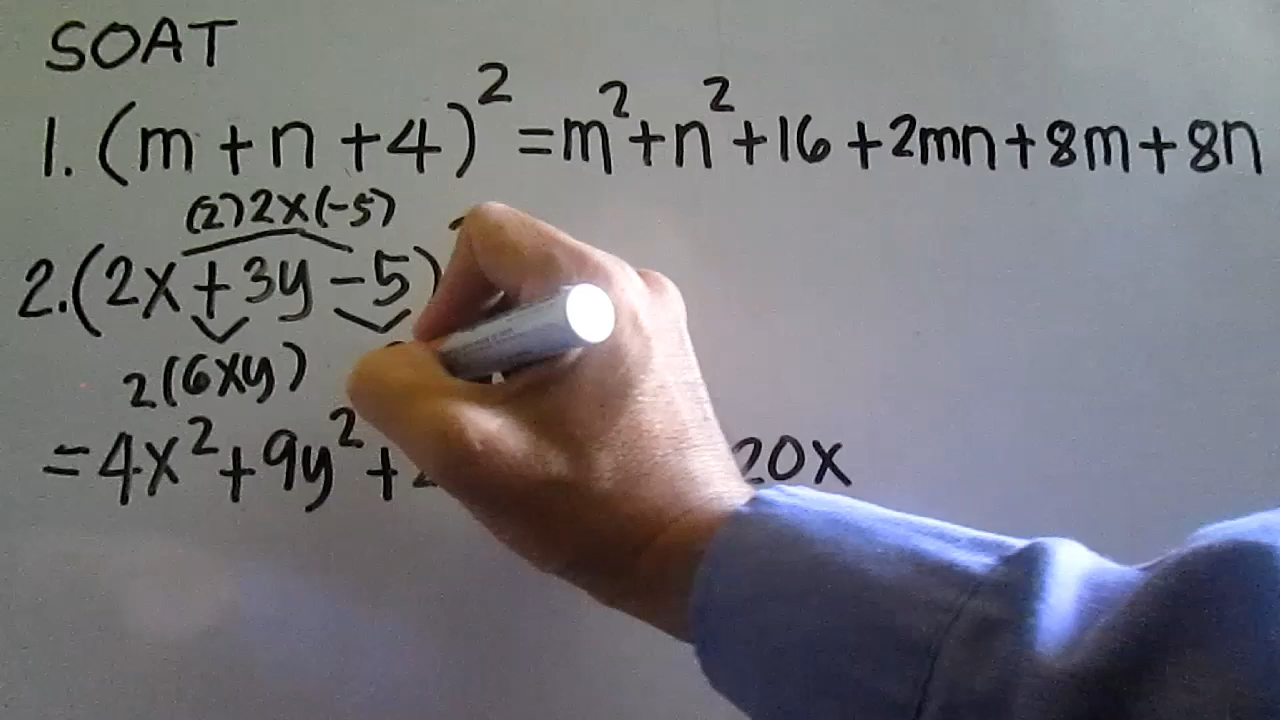 SOAT
1. (m + n + 4)² = m² + n² + 16 + 2mn + 8m + 8n
(2)2x(-5)
2. (2x + 3y - 5)
2(6xy)
= 4x² + 9y² + 20x